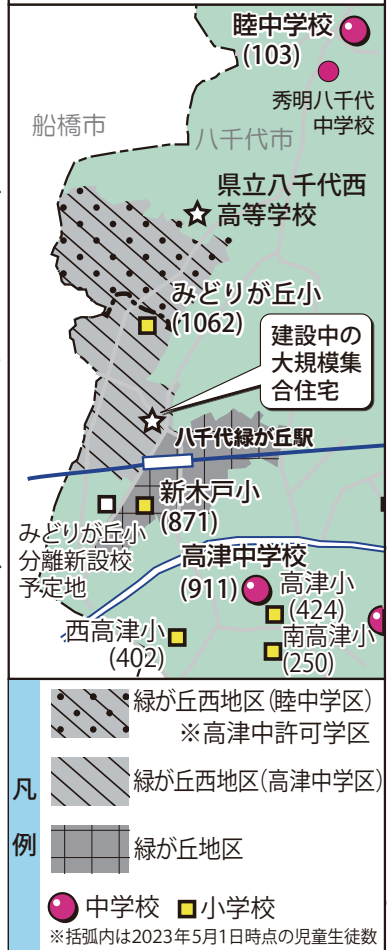 睦中学校
(103)
秀明八千代
中学校
船橋市
八千代市
県立八千代西
高等学校
みどりが丘小
(1062)
建設中の
大規模集
合住宅
八千代緑が丘駅
新木戸小
(871)
みどりが丘小
分離新設校
予定地
高津中学校
(911)
高津小
(424)
西高津小
(402)
南高津小
(250)
凡例
緑が丘西地区(睦中学区)
※高津中許可学区
緑が丘西地区(高津中学区)
緑が丘地区
中学校 小学校
※括弧内は2023年5月1日時点の児童生徒数